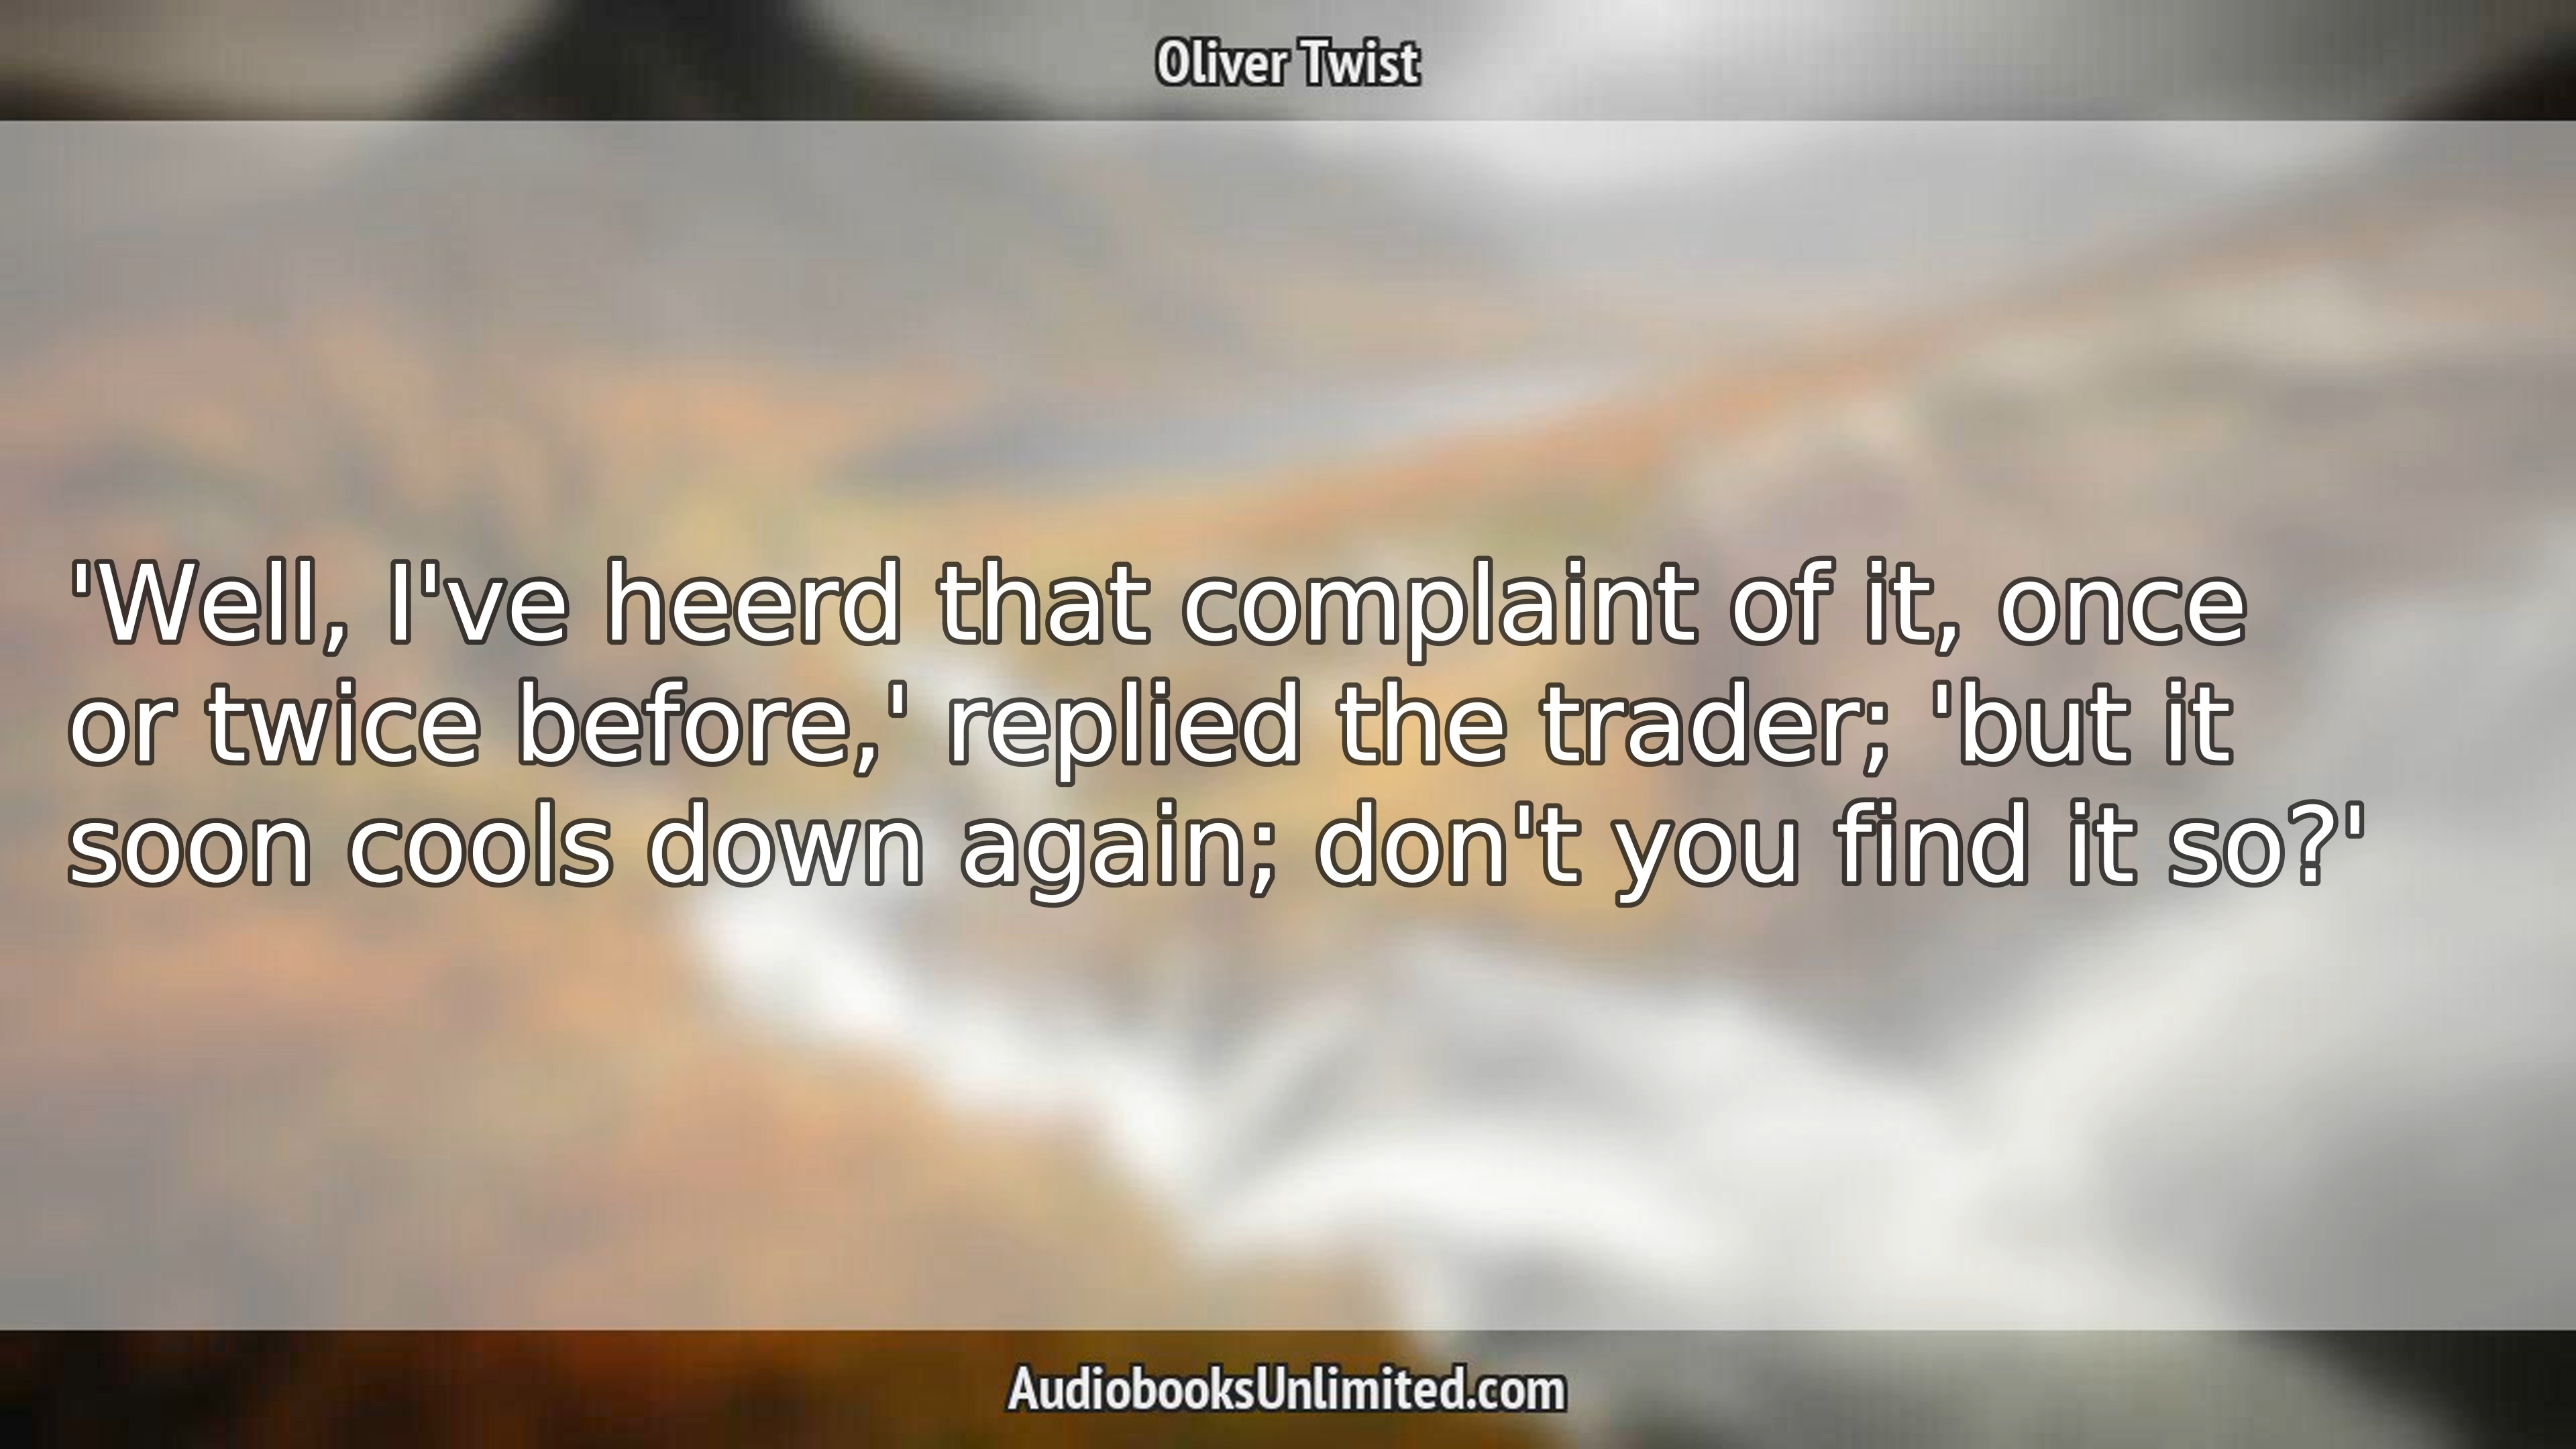 Oliver Twist
'Well, I've heerd that complaint of it, once
or twice before,' replied the trader; 'but it
soon cools down again; don't you find it so?'
AudiobooksUnlimited.com